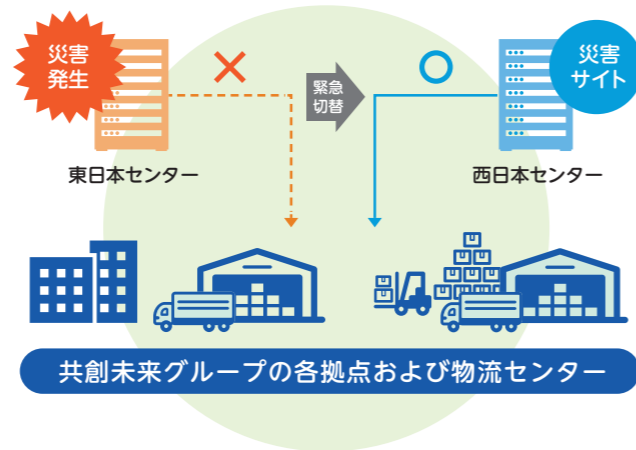 災害
発生
緊急
切替
災害
サイト
東日本センター
西日本センター
共創未来グループの各拠点および物流センター